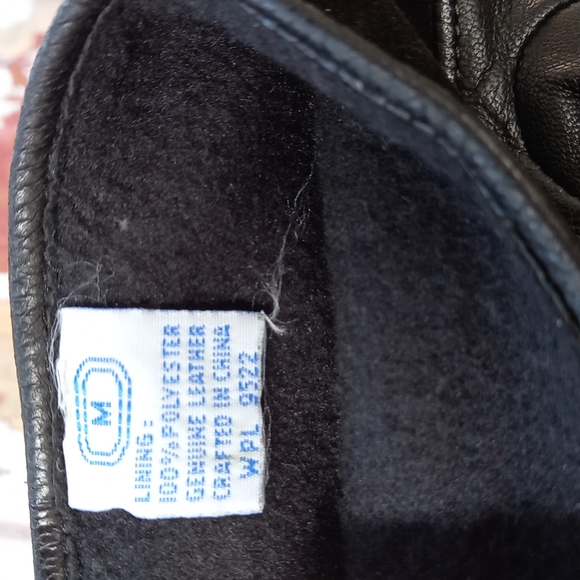 M
LINING:
100% POLYESTER
GENUINE LEATHER
CRAFTED IN CHINA
WPL 9522